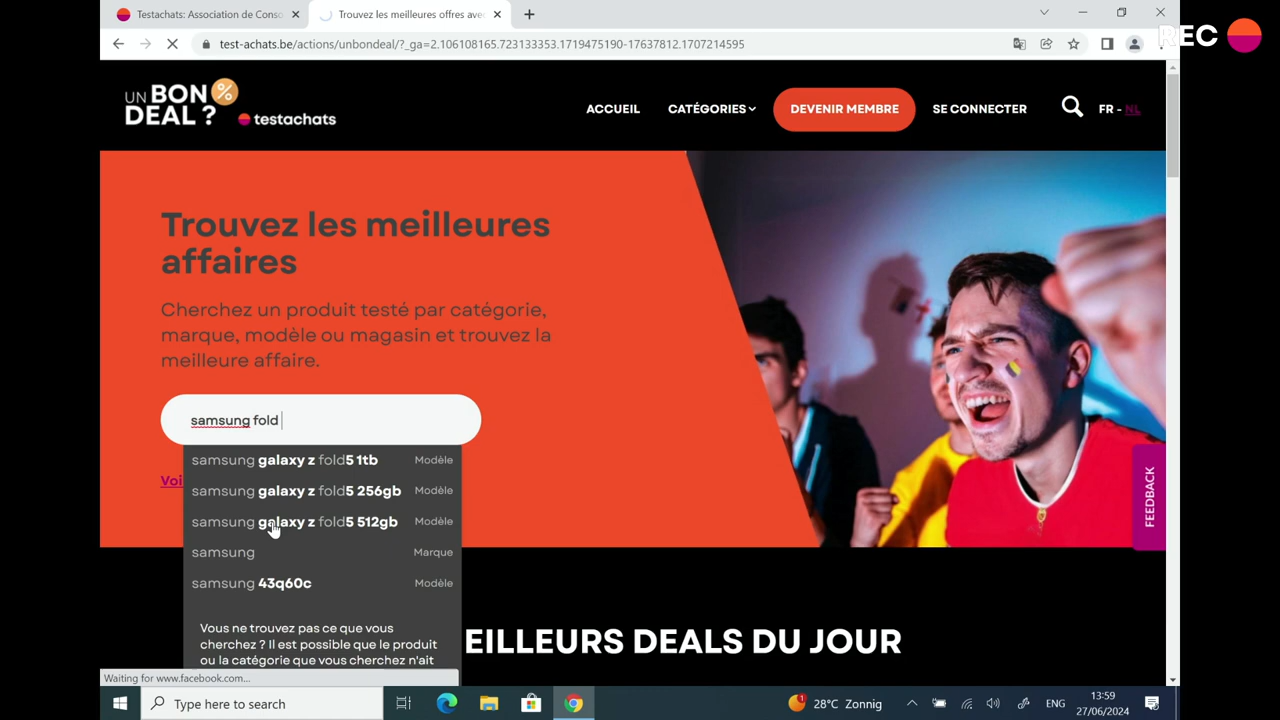 Testachats: Association de Conso
Trouvez les meilleures offres ave
test-achats.be/actions/unbondeal/?_ga=2.106108165.723133353.1719475190-17637812.1707214595
REC
UN BON
DEAL ?
%
testachats
ACCUEIL
CATÉGORIES
DEVENIR MEMBRE
SE CONNECTER
FR - NL
Trouvez les meilleures
affaires
Cherchez un produit testé par catégorie,
marque, modèle ou magasin et trouvez la
meilleure affaire.
samsung fold
Voi
samsung galaxy z fold5 1tb Modèle
samsung galaxy z fold5 256gb Modèle
samsung galaxy z fold5 512gb Modèle
samsung Marque
samsung 43q60c Modèle
Vous ne trouvez pas ce que vous
cherchez ? Il est possible que le produit
ou la catégorie que vous cherchez n'ait
EILLEURS DEALS DU JOUR
FEEDBACK
Waiting for www.facebook.com...
Type here to search
1
28°C Zonnig
ENG
13:59
27/06/2024